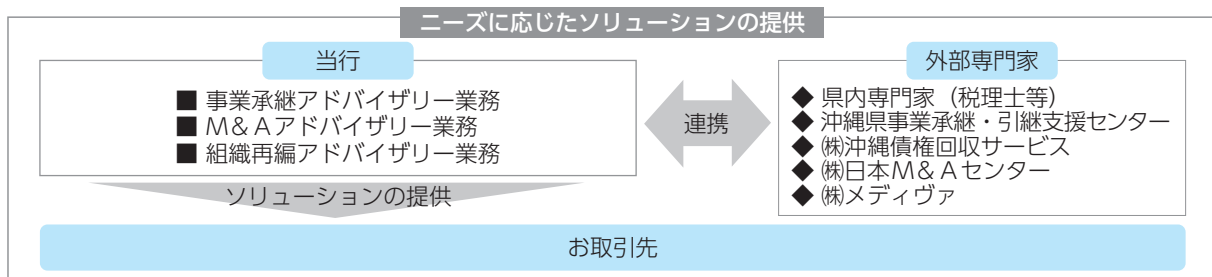 ニーズに応じたソリューションの提供
当行
■ 事業承継アドバイザリー業務
■ M&Aアドバイザリー業務
■ 組織再編アドバイザリー業務
連携
外部専門家
◆ 県内専門家（税理士等）
◆ 沖縄県事業承継・引継支援センター
◆ ㈱沖縄債権回収サービス
◆ ㈱日本M&Aセンター
◆ ㈱メディヴァ
ソリューションの提供
お取引先